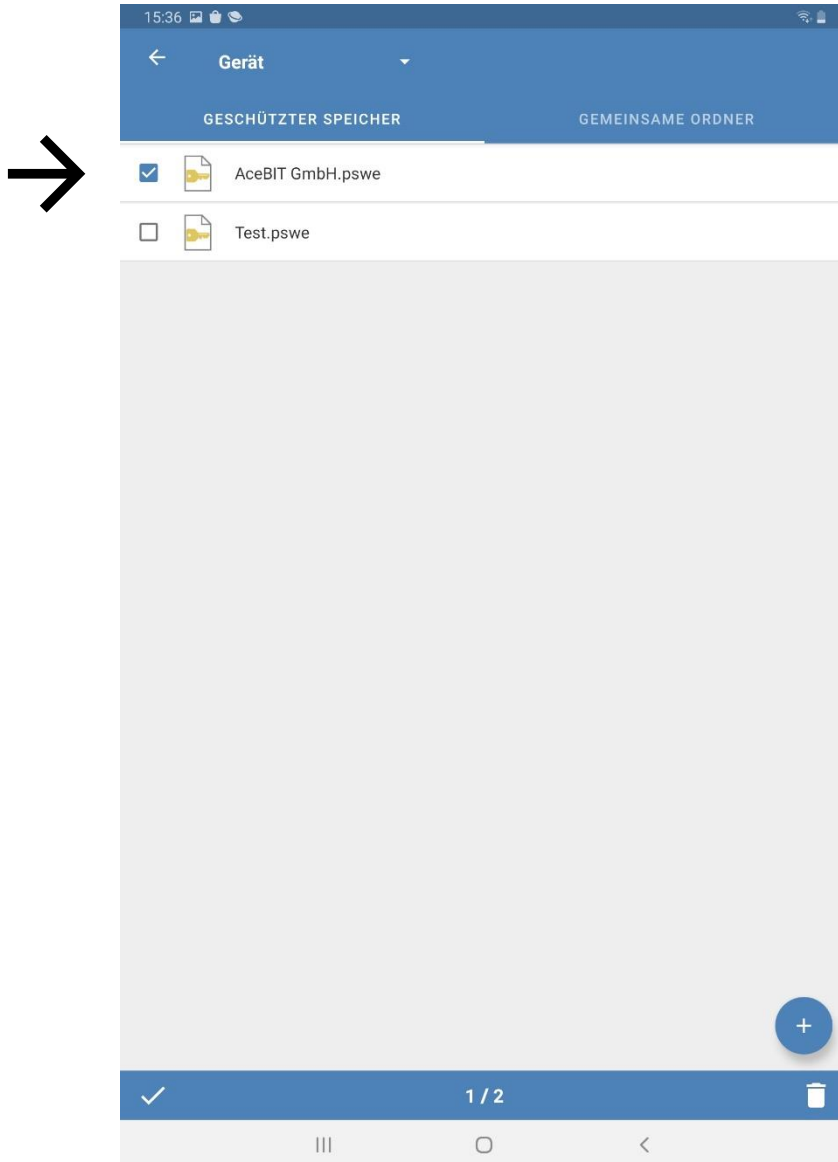 15:36
Gerät
GESCHÜTZTER SPEICHER GEMEINSAME ORDNER
AceBIT GmbH.pswe
Test.pswe
1 / 2